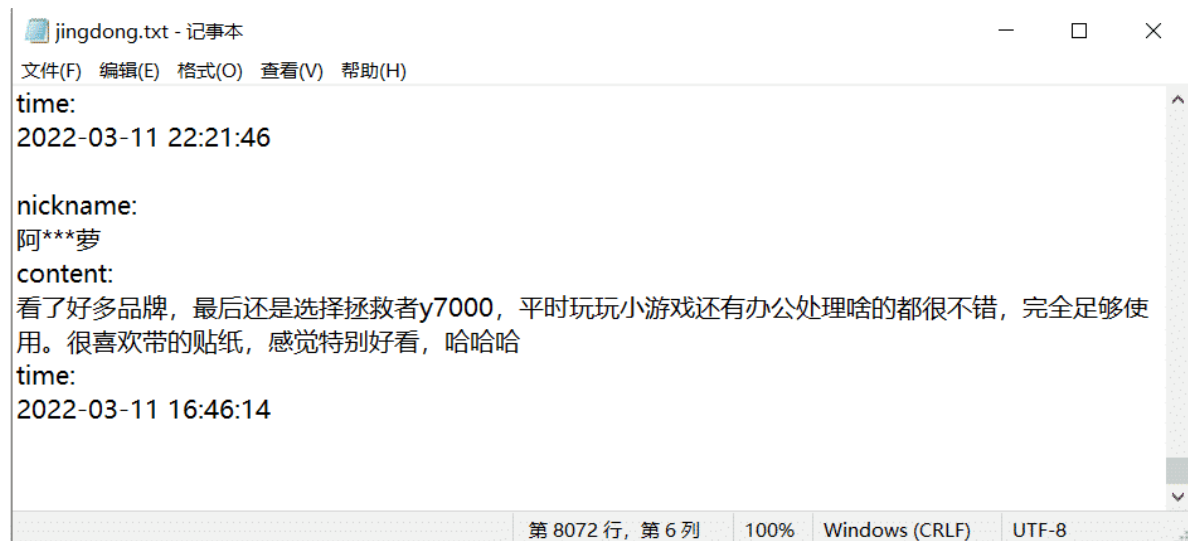 jingdong.txt - 记事本
文件(F) 编辑(E) 格式(O) 查看(V) 帮助(H)
time:
2022-03-11 22:21:46
nickname:
阿***萝
content:
看了好多品牌，最后还是选择拯救者y7000，平时玩玩小游戏还有办公处理啥的都很不错，完全足够使
用。很喜欢带的贴纸，感觉特别好看，哈哈哈
time:
2022-03-11 16:46:14
第 8072 行，第 6 列 100% Windows (CRLF) UTF-8